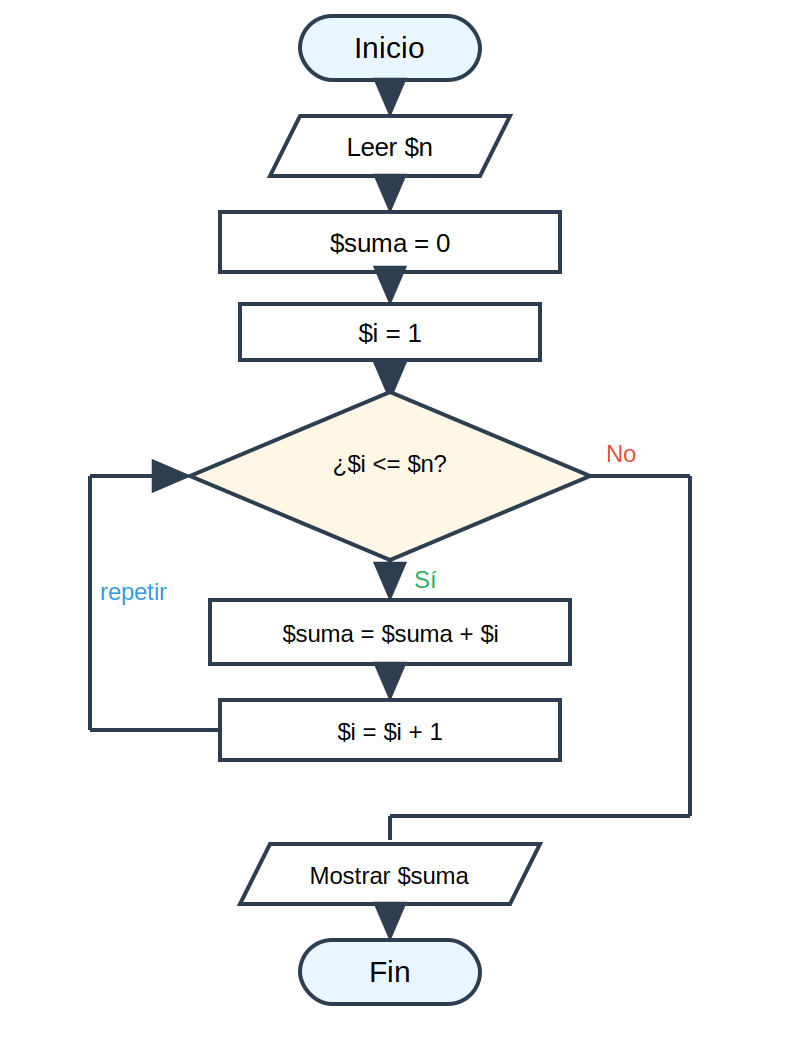 Inicio
Leer $n
$suma = 0
$i = 1
¿$i <= $n?
No
Sí
repetir
$suma = $suma + $i
$i = $i + 1
Mostrar $suma
Fin